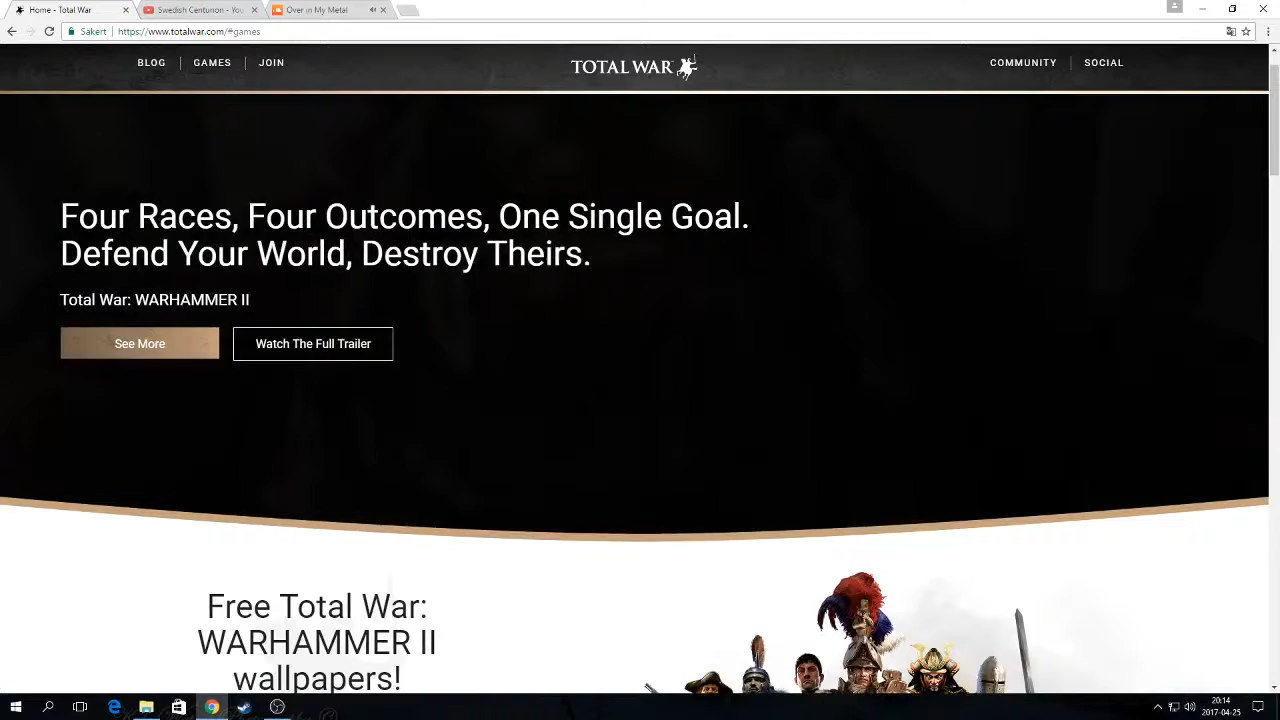 Home - Total War
Swedish Centurion - You
Over in My Metal
Säkert
https://www.totalwar.com/#games
BLOG
GAMES
JOIN
TOTAL WAR
COMMUNITY
SOCIAL
Four Races, Four Outcomes, One Single Goal.
Defend Your World, Destroy Theirs.
Total War: WARHAMMER II
See More
Watch The Full Trailer
Free Total War:
WARHAMMER II
wallpapers!
20:14
2017-04-25